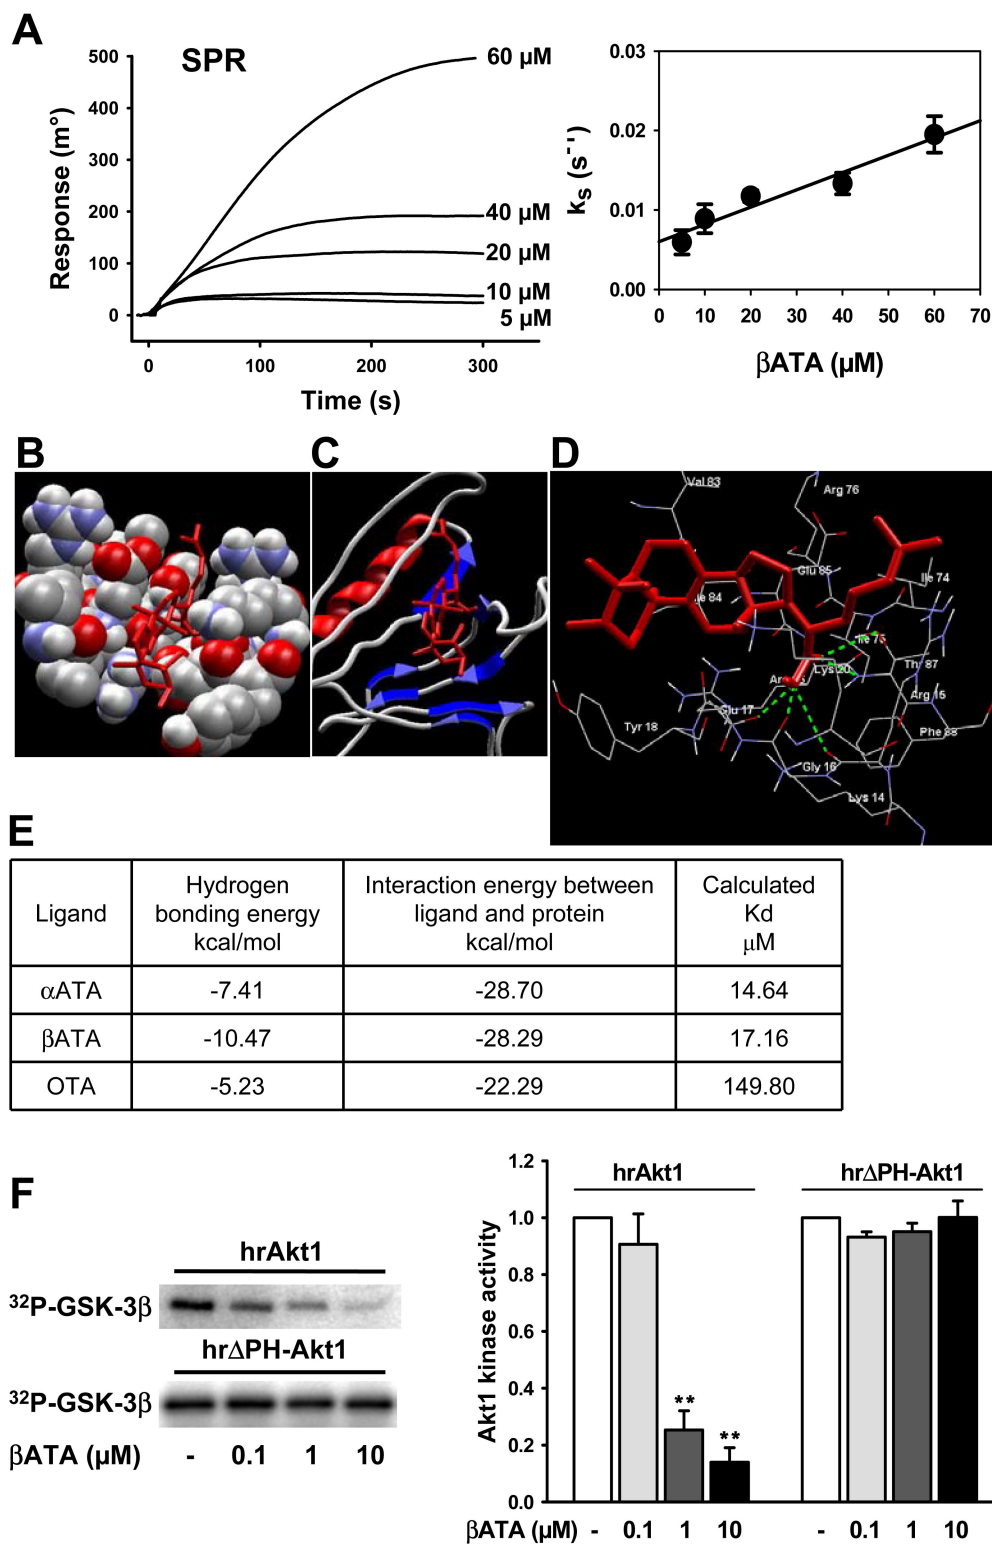 A
SPR
500
400
300
200
100
0
Response (m°)
60 µM
40 µM
20 µM
10 µM
5 µM
0 100 200 300
Time (s)
0.03
0.02
0.01
0.00
kS (s-1)
0 10 20 30 40 50 60 70
βATA (µM)
B
C
D
Val 83
Arg 76
Glu 85
Ile 74
Ile 84
Ile 75
Lys 20
Thr 87
Arg 15
Glu 17
Tyr 18
Gly 16
Lys 14
E
Ligand
Hydrogen
bonding energy
kcal/mol
Interaction energy between
ligand and protein
kcal/mol
Calculated
Kd
µM
αATA -7.41 -28.70 14.64
βATA -10.47 -28.29 17.16
OTA -5.23 -22.29 149.80
F
hrAkt1
32P-GSK-3β
hrΔPH-Akt1
32P-GSK-3β
βATA (µM) - 0.1 1 10
1.2
1.0
0.8
0.6
0.4
0.2
0.0
Akt1 kinase activity
hrAkt1
hrΔPH-Akt1
**
**
βATA (µM) - 0.1 1 10 - 0.1 1 10